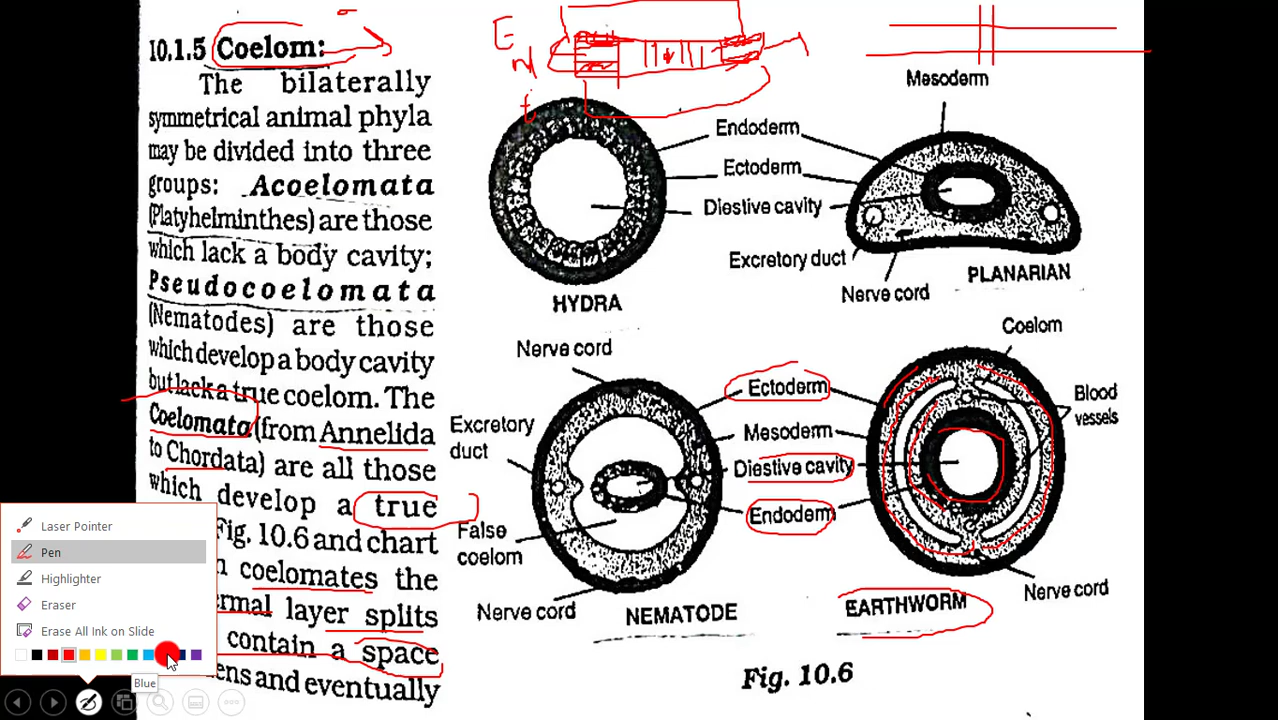 10.1.5 Coelom:
The bilaterally
symmetrical animal phyla
may be divided into three
groups: Acoelomata
(Platyhelminthes) are those
which lack a body cavity;
Pseudocoelomata
(Nematodes) are those
which develop a body cavity
but lack a true coelom. The
Coelomata (from Annelida
to Chordata) are all those
which develop a true
Fig. 10.6 and chart
coelomates the
layer splits
contain a space
and eventually
E
Mesoderm
Endoderm
Ectoderm
Diestive cavity
Excretory duct
Nerve cord
HYDRA
PLANARIAN
Nerve cord
Coelom
Ectoderm
Blood
vessels
Excretory
duct
Mesoderm
Diestive cavity
Endoderm
False
coelom
Nerve cord
Nerve cord
NEMATODE
EARTHWORM
Fig. 10.6
Laser Pointer
Pen
Highlighter
Eraser
Erase All Ink on Slide
Blue